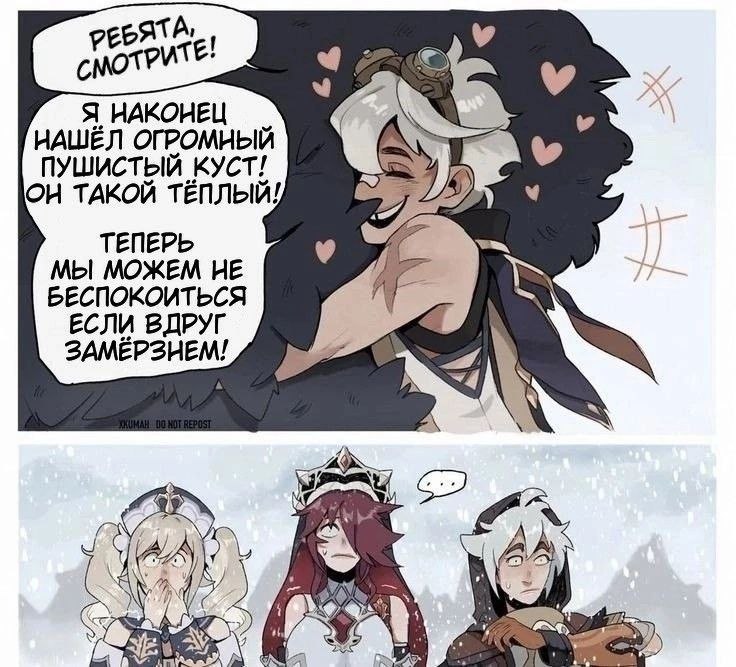 РЕБЯТА,
СМОТРИТЕ!
Я НАКОНЕЦ
НАШЁЛ ОГРОМНЫЙ
ПУШИСТЫЙ КУСТ!
ОН ТАКОЙ ТЁПЛЫЙ!
ТЕПЕРЬ
МЫ МОЖЕМ НЕ
БЕСПОКОИТЬСЯ
ЕСЛИ ВДРУГ
ЗАМЁРЗНЕМ!
XKUMAH DO NOT REPOST
...